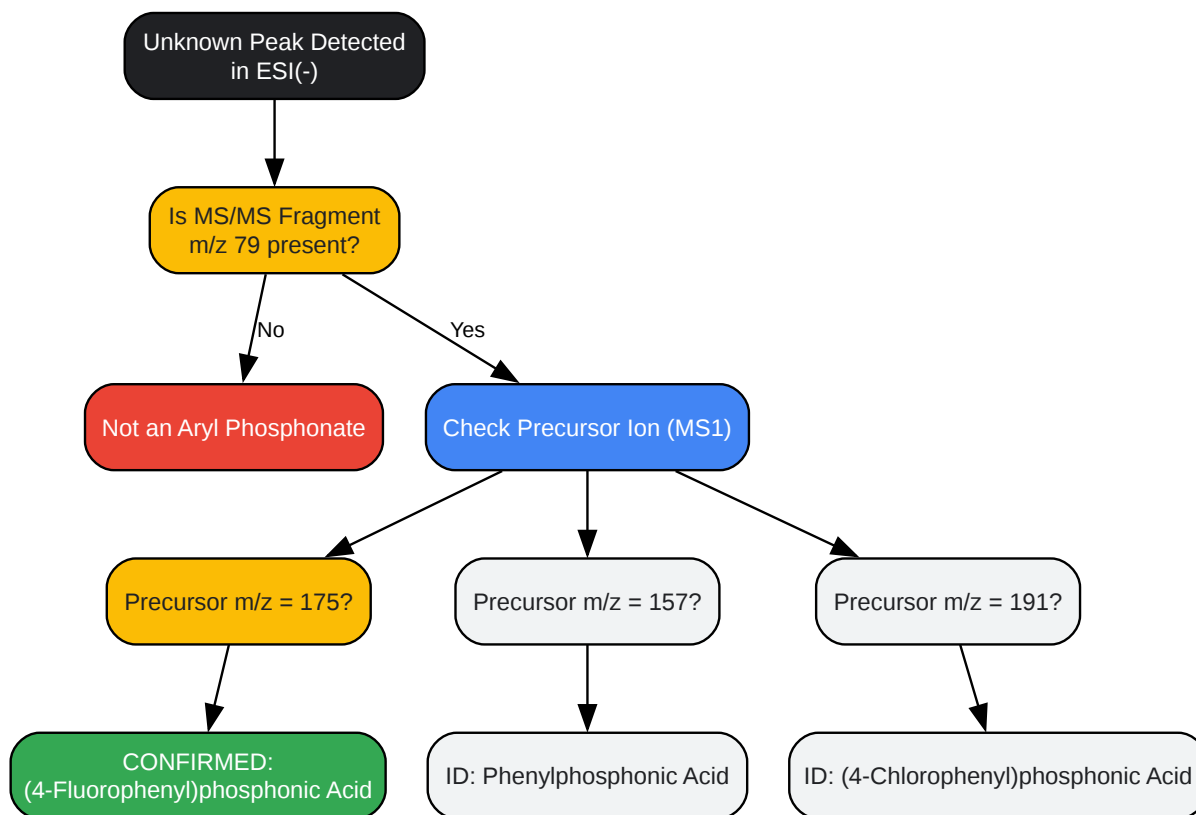 Unknown Peak Detected
in ESI(-)
Is MS/MS Fragment
m/z 79 present?
No
Yes
Not an Aryl Phosphonate
Check Precursor Ion (MS1)
Precursor m/z = 175?
Precursor m/z = 157?
Precursor m/z = 191?
CONFIRMED:
(4-Fluorophenyl)phosphonic Acid
ID: Phenylphosphonic Acid
ID: (4-Chlorophenyl)phosphonic Acid